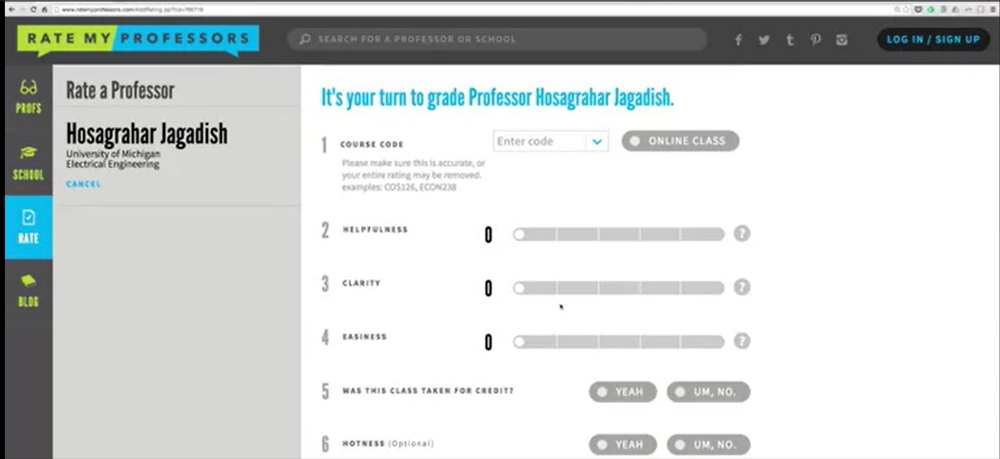 www.ratemyprofessors.com
RATE MY PROFESSORS
SEARCH FOR A PROFESSOR OR SCHOOL
f
t
LOG IN / SIGN UP
PROFS
SCHOOL
RATE
BLOG
Rate a Professor
Hosagrahar Jagadish
University of Michigan
Electrical Engineering
CANCEL
It's your turn to grade Professor Hosagrahar Jagadish.
1 COURSE CODE Enter code ONLINE CLASS
Please make sure this is accurate, or
your entire rating may be removed.
examples: COS126, ECON238
2 HELPFULNESS 0 ?
3 CLARITY 0 ?
4 EASINESS 0 ?
5 WAS THIS CLASS TAKEN FOR CREDIT? YEAH UM, NO.
6 HOTNESS (Optional) YEAH UM, NO.